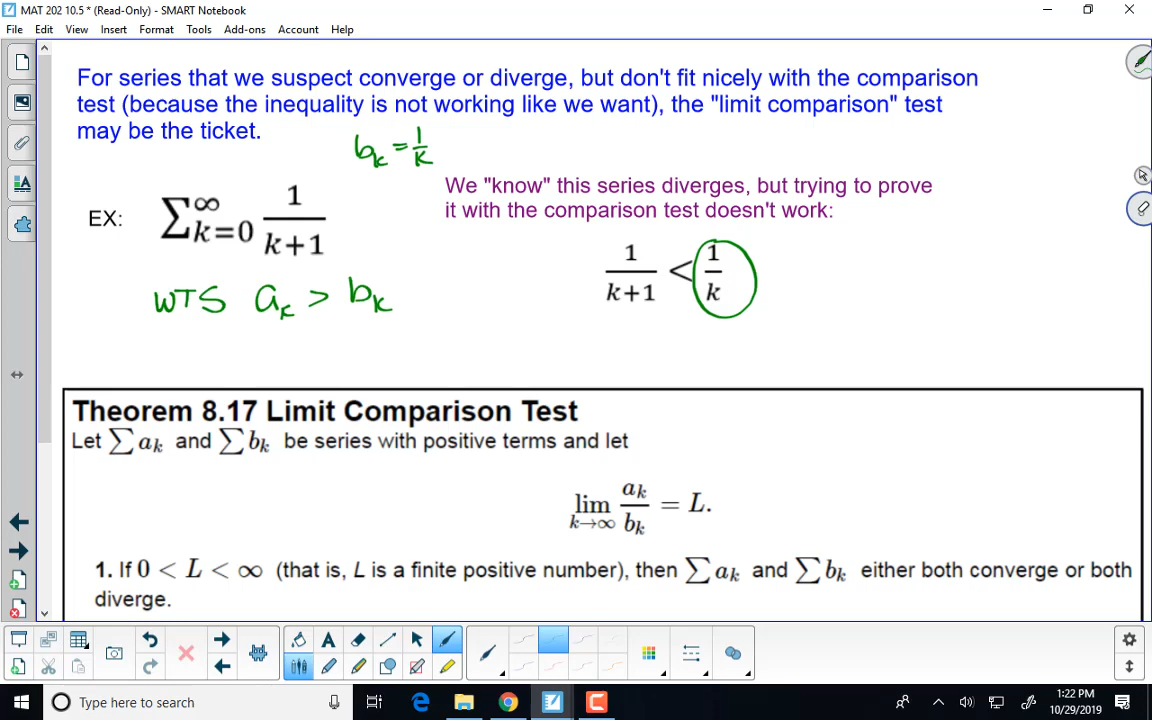 MAT 202 10.5 * (Read-Only) - SMART Notebook
File Edit View Insert Format Tools Add-ons Account Help
For series that we suspect converge or diverge, but don't fit nicely with the comparison
test (because the inequality is not working like we want), the "limit comparison" test
may be the ticket.
b_k = 1/k
We "know" this series diverges, but trying to prove
it with the comparison test doesn't work:
EX: ∑_{k=0}^∞ 1/(k+1)
1/(k+1) < 1/k
WTS a_k > b_k
Theorem 8.17 Limit Comparison Test
Let ∑ a_k and ∑ b_k be series with positive terms and let
lim_{k→∞} a_k/b_k = L.
1. If 0 < L < ∞ (that is, L is a finite positive number), then ∑ a_k and ∑ b_k either both converge or both
diverge.
Type here to search
1:22 PM
10/29/2019